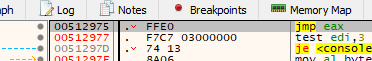 ph Log Notes Breakpoints Memory Map
00512975 FFE0 jmp eax
00512977 F7C7 03000000 test edi,3
0051297D 74 13 je <console
0051297F 8A06 mov al,byte